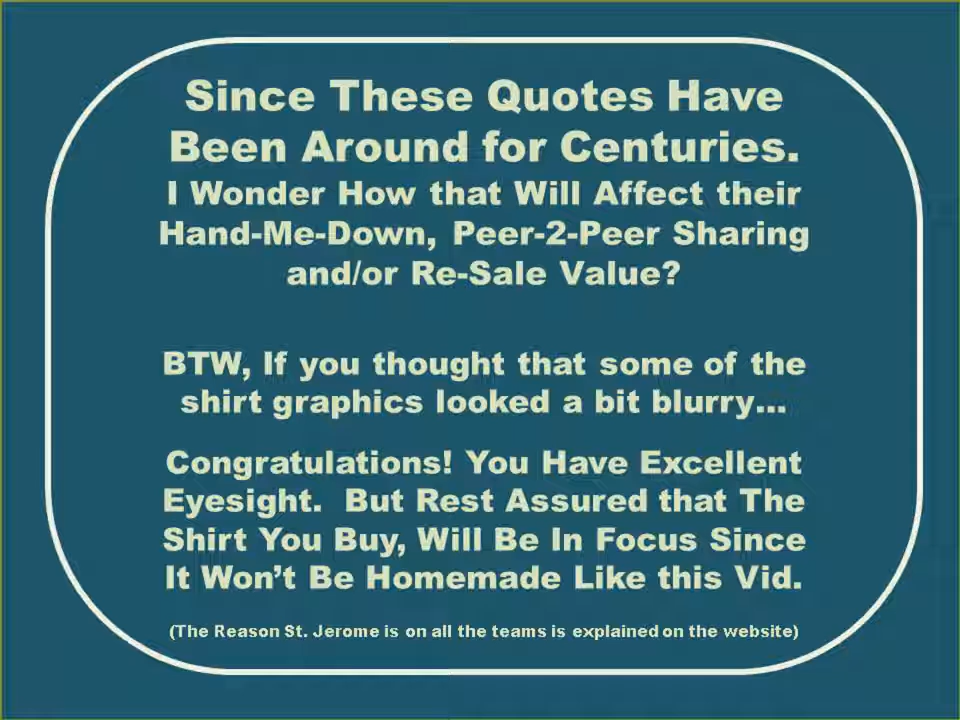 Since These Quotes Have
Been Around for Centuries.
I Wonder How that Will Affect their
Hand-Me-Down, Peer-2-Peer Sharing
and/or Re-Sale Value?
BTW, If you thought that some of the
shirt graphics looked a bit blurry...
Congratulations! You Have Excellent
Eyesight.  But Rest Assured that The
Shirt You Buy, Will Be In Focus Since
It Won’t Be Homemade Like this Vid.
(The Reason St. Jerome is on all the teams is explained on the website)